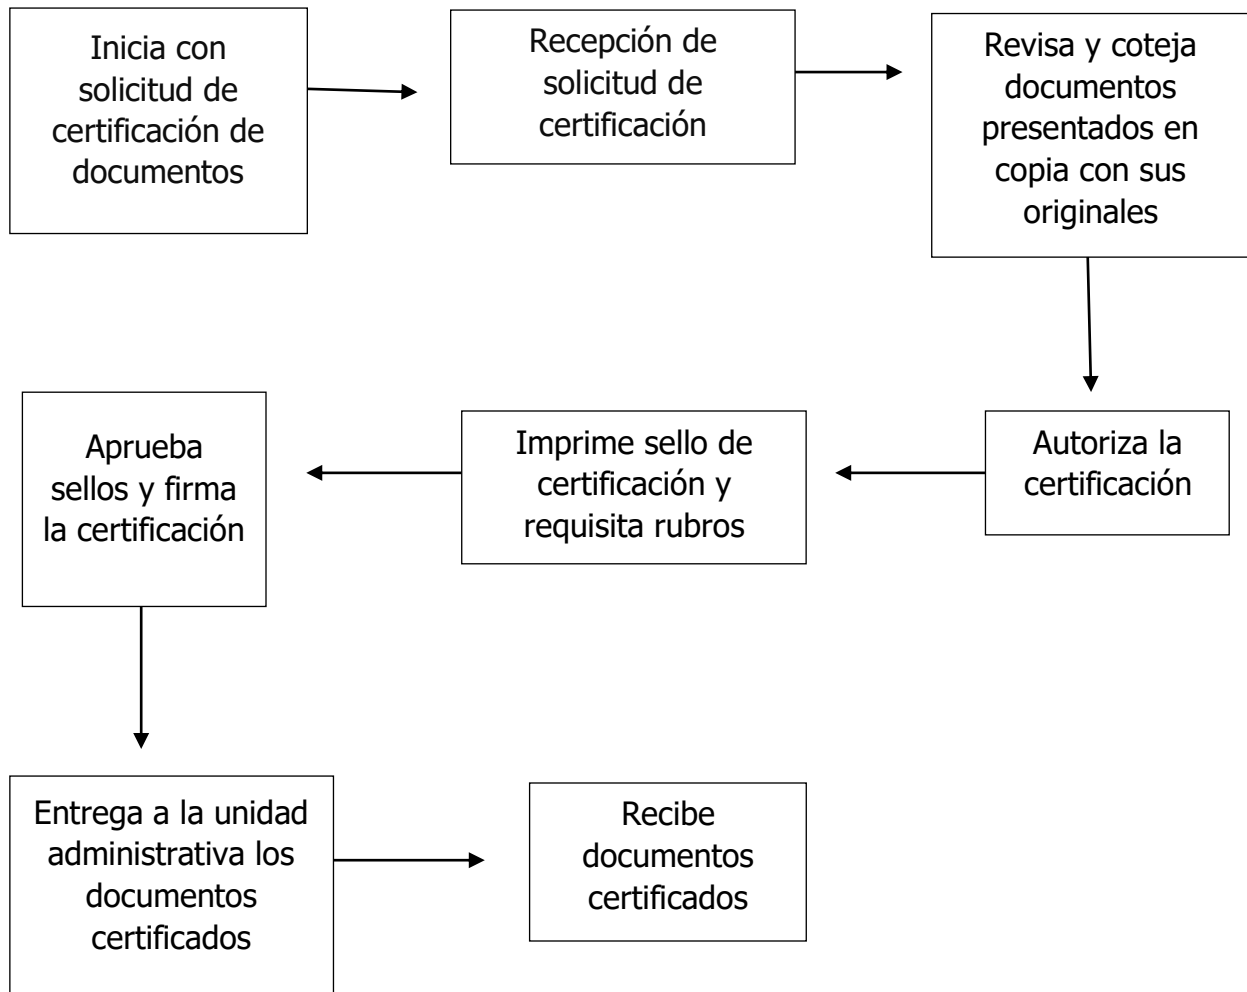 Inicia con
solicitud de
certificación de
documentos
Recepción de
solicitud de
certificación
Revisa y coteja
documentos
presentados en
copia con sus
originales
Autoriza la
certificación
Imprime sello de
certificación y
requisita rubros
Aprueba
sellos y firma
la certificación
Entrega a la unidad
administrativa los
documentos
certificados
Recibe
documentos
certificados